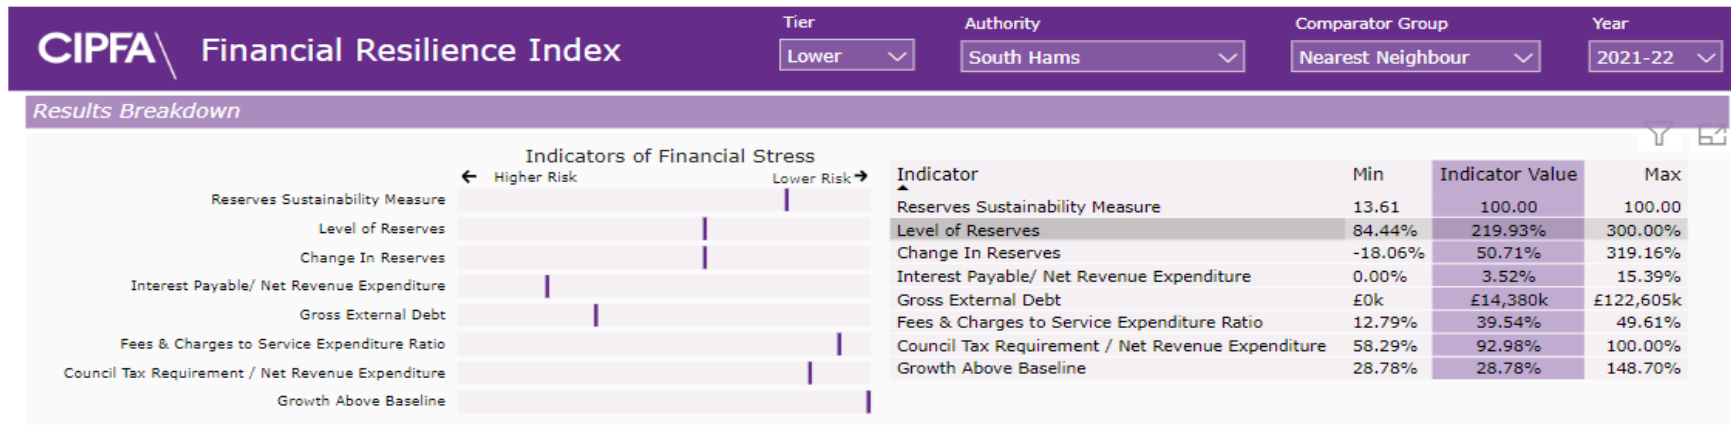 CIPFA\ Financial Resilience Index
Tier Authority Comparator Group Year
Lower South Hams Nearest Neighbour 2021-22
Results Breakdown
Indicators of Financial Stress
← Higher Risk Lower Risk →
Reserves Sustainability Measure
Level of Reserves
Change In Reserves
Interest Payable/ Net Revenue Expenditure
Gross External Debt
Fees & Charges to Service Expenditure Ratio
Council Tax Requirement / Net Revenue Expenditure
Growth Above Baseline
Indicator Min Indicator Value Max
Reserves Sustainability Measure 13.61 100.00 100.00
Level of Reserves 84.44% 219.93% 300.00%
Change In Reserves -18.06% 50.71% 319.16%
Interest Payable/ Net Revenue Expenditure 0.00% 3.52% 15.39%
Gross External Debt £0k £14,380k £122,605k
Fees & Charges to Service Expenditure Ratio 12.79% 39.54% 49.61%
Council Tax Requirement / Net Revenue Expenditure 58.29% 92.98% 100.00%
Growth Above Baseline 28.78% 28.78% 148.70%